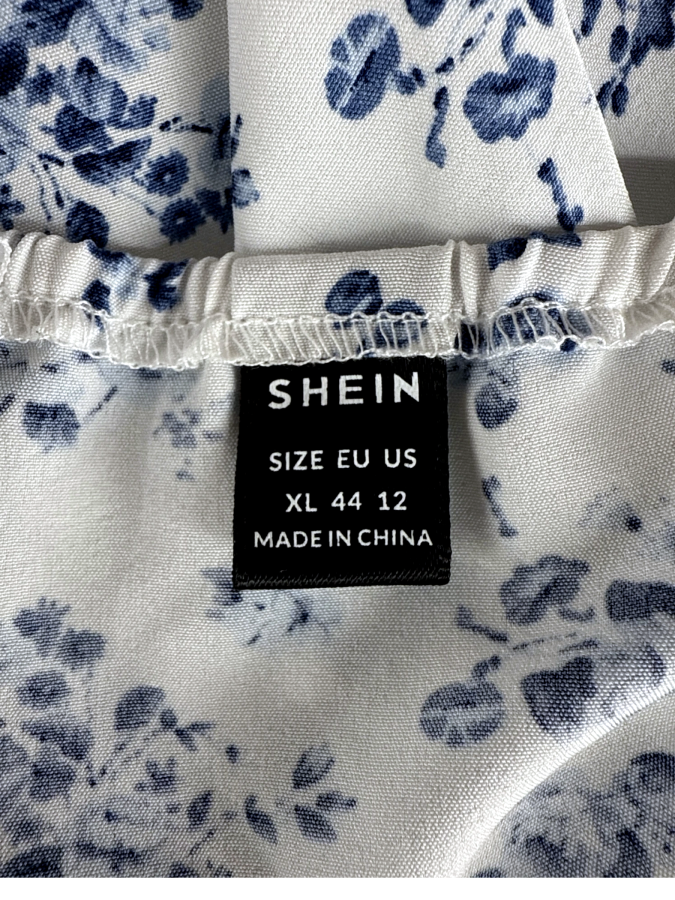 SHEIN
SIZE EU US
XL 44 12
MADE IN CHINA